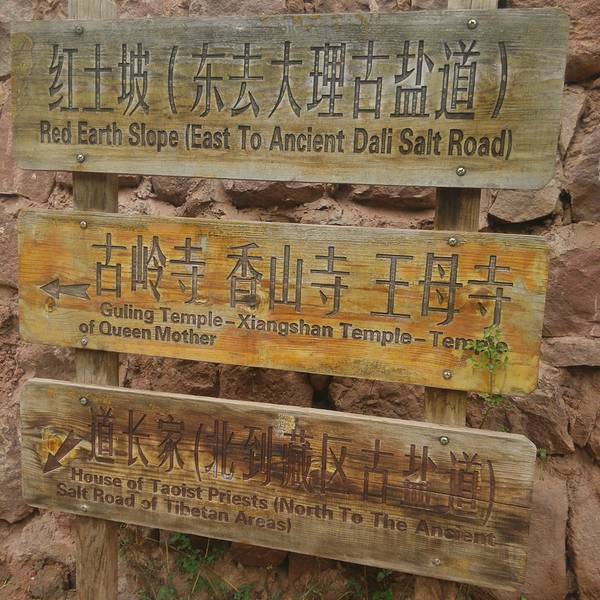 红土坡（东去大理古盐道）
Red Earth Slope (East To Ancient Dali Salt Road)
古岭寺 香山寺 王母寺
Guling Temple-Xiangshan Temple-Temple
of Queen Mother
道长家(北到藏区古盐道)
House of Taoist Priests (North To The Ancient
Salt Road of Tibetan Areas)